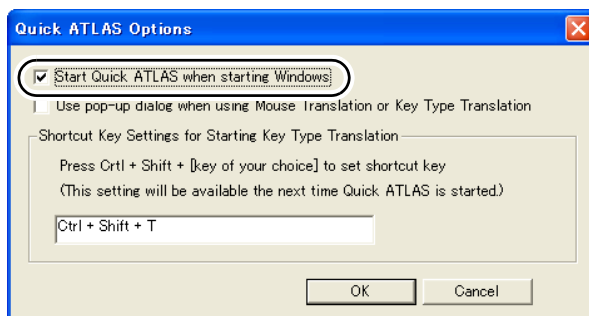 Quick ATLAS Options
Start Quick ATLAS when starting Windows
Use pop-up dialog when using Mouse Translation or Key Type Translation
Shortcut Key Settings for Starting Key Type Translation
Press Crtl + Shift + [key of your choice] to set shortcut key
(This setting will be available the next time Quick ATLAS is started.)
Ctrl + Shift + T
OK Cancel